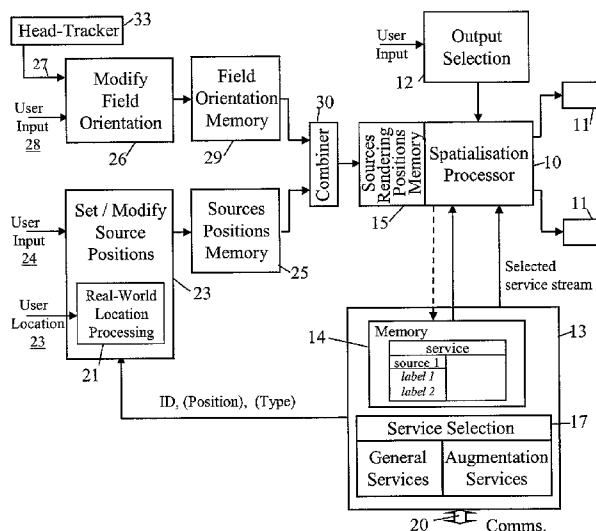 Head-Tracker
33
27
User
Input
28
Modify
Field
Orientation
26
Field
Orientation
Memory
29
30
Combiner
User
Input
Output
Selection
12
Sources
Rendering
Positions
Memory
15
Spatialisation
Processor
10
11
11
User
Input
24
Set / Modify
Source
Positions
Sources
Positions
Memory
25
23
User
Location
23
Real-World
Location
Processing
21
Selected
service stream
13
14
Memory
service
source_1
label 1
label 2
17
Service Selection
General
Services
Augmentation
Services
ID, (Position), (Type)
20
Comms.